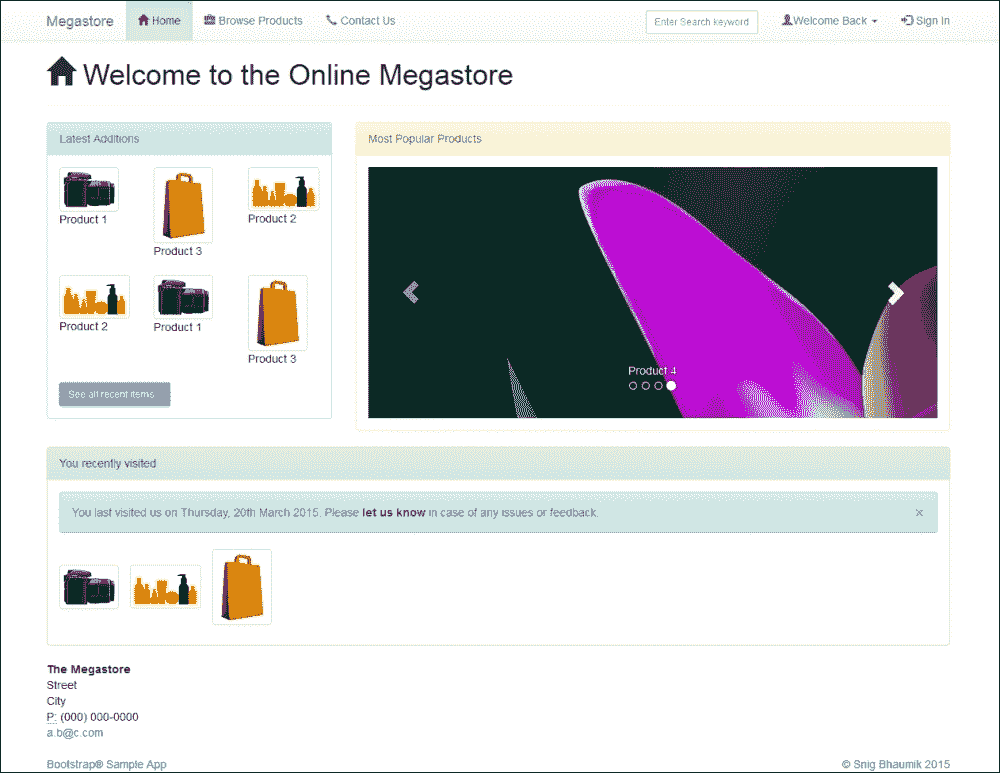 Megastore Home Browse Products Contact Us Enter Search keyword Welcome Back Sign In
Welcome to the Online Megastore
Latest Additions
Product 1
Product 3
Product 2
Product 2
Product 1
Product 3
See all recent items
Most Popular Products
Product 4
You recently visited
You last visited us on Thursday, 20th March 2015. Please let us know in case of any issues or feedback. ×
The Megastore
Street
City
P: (000) 000-0000
a.b@c.com
Bootstrap® Sample App © Snig Bhaumik 2015